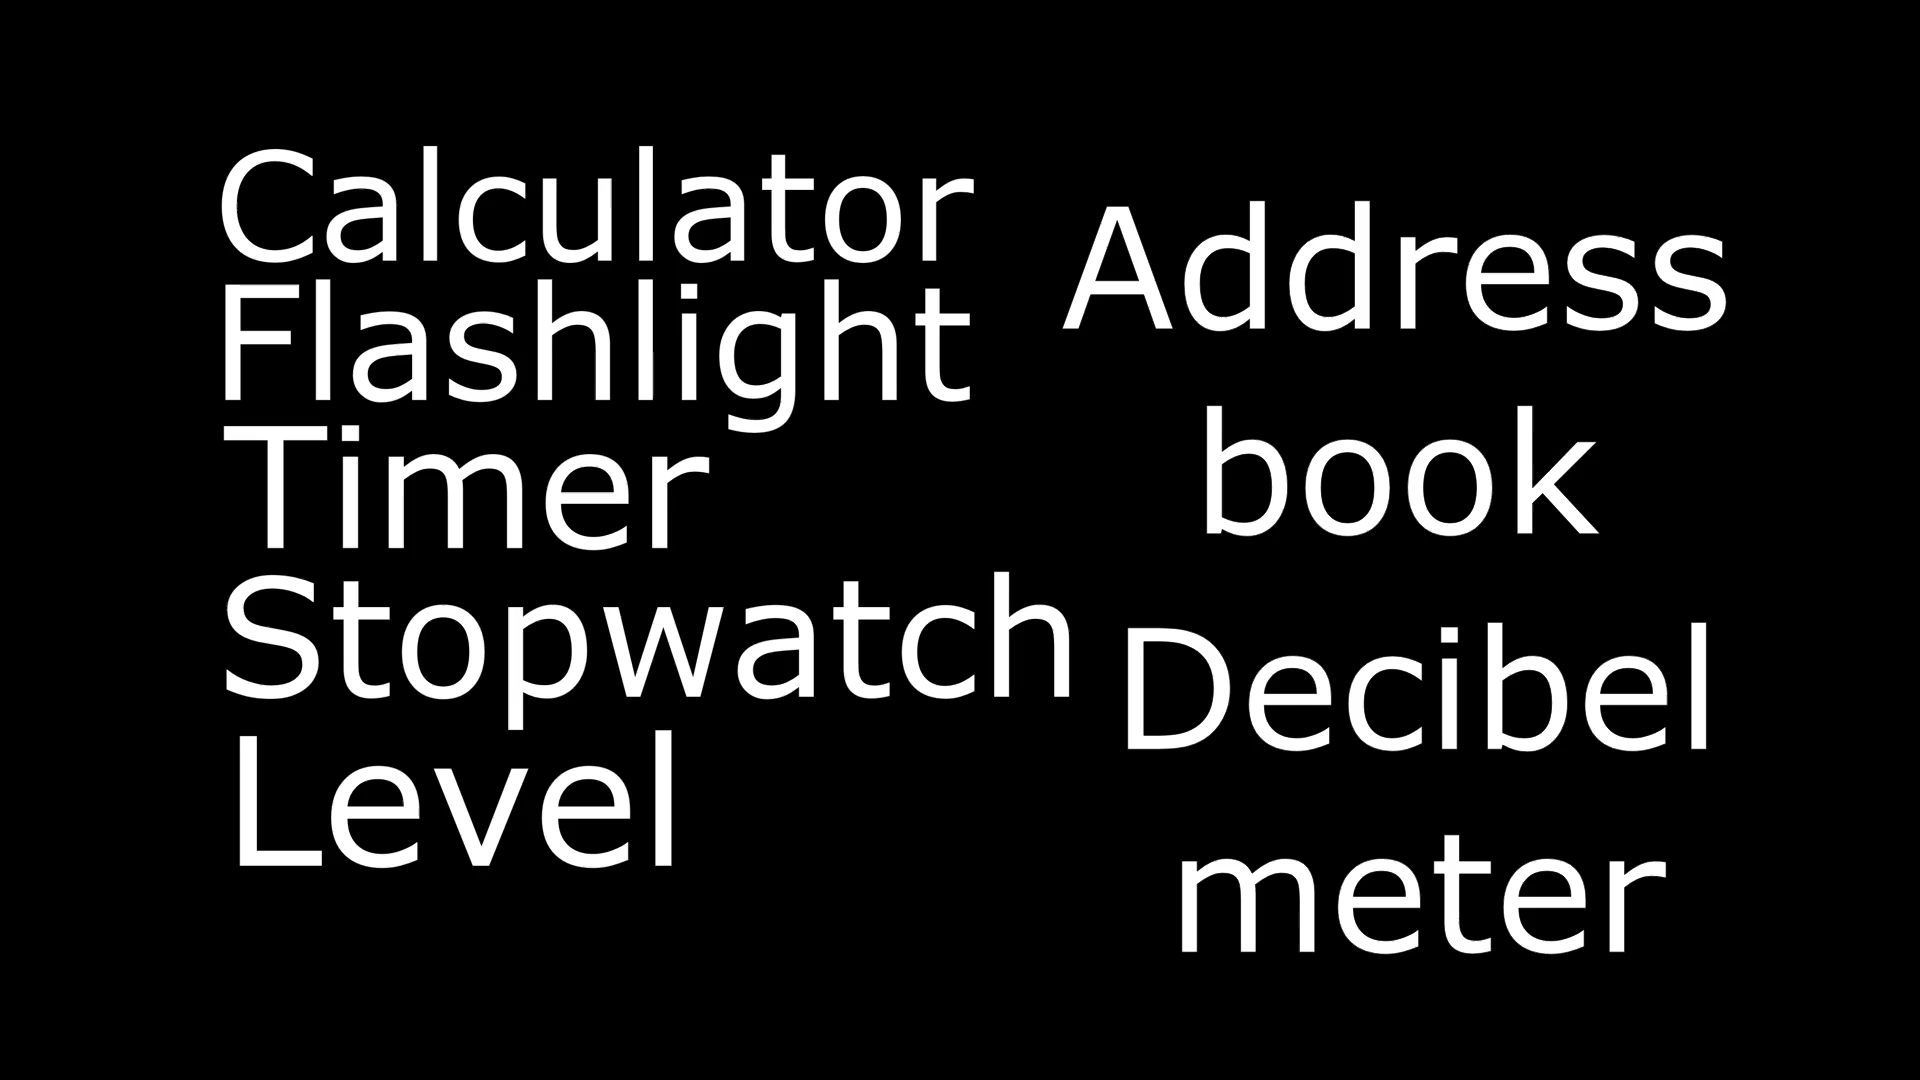 Calculator
Flashlight
Timer
Stopwatch
Level
Address
book
Decibel
meter